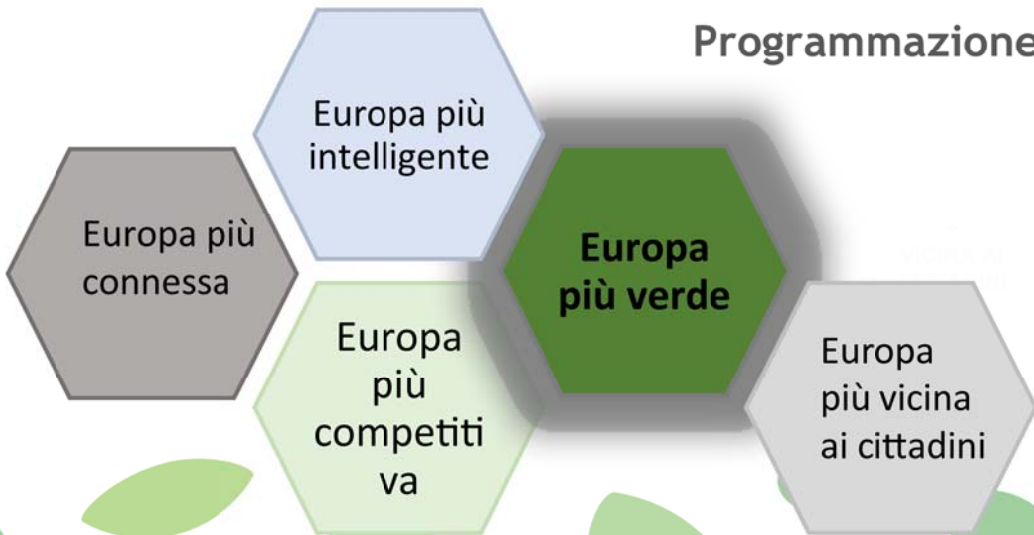 Programmazione
Europa più
intelligente
Europa più
connessa
Europa
più verde
Europa
più
competiti
va
Europa
più vicina
ai cittadini